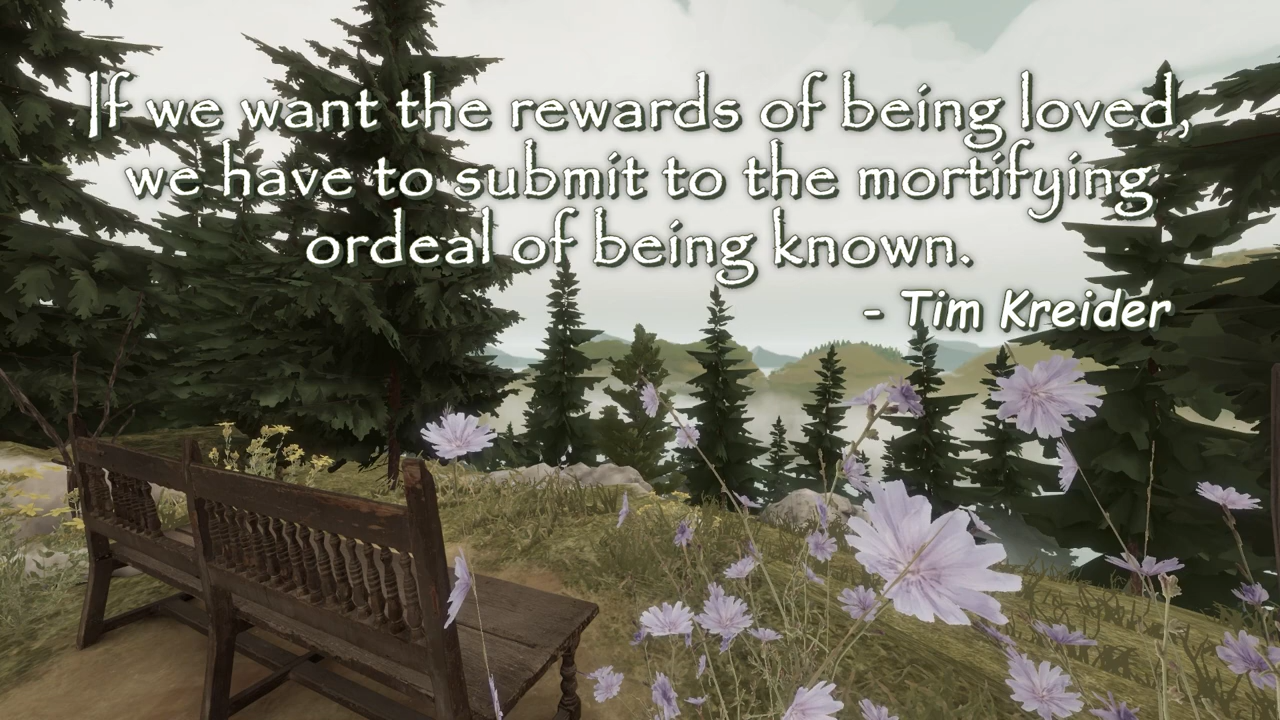 If we want the rewards of being loved,
we have to submit to the mortifying
ordeal of being known.
- Tim Kreider